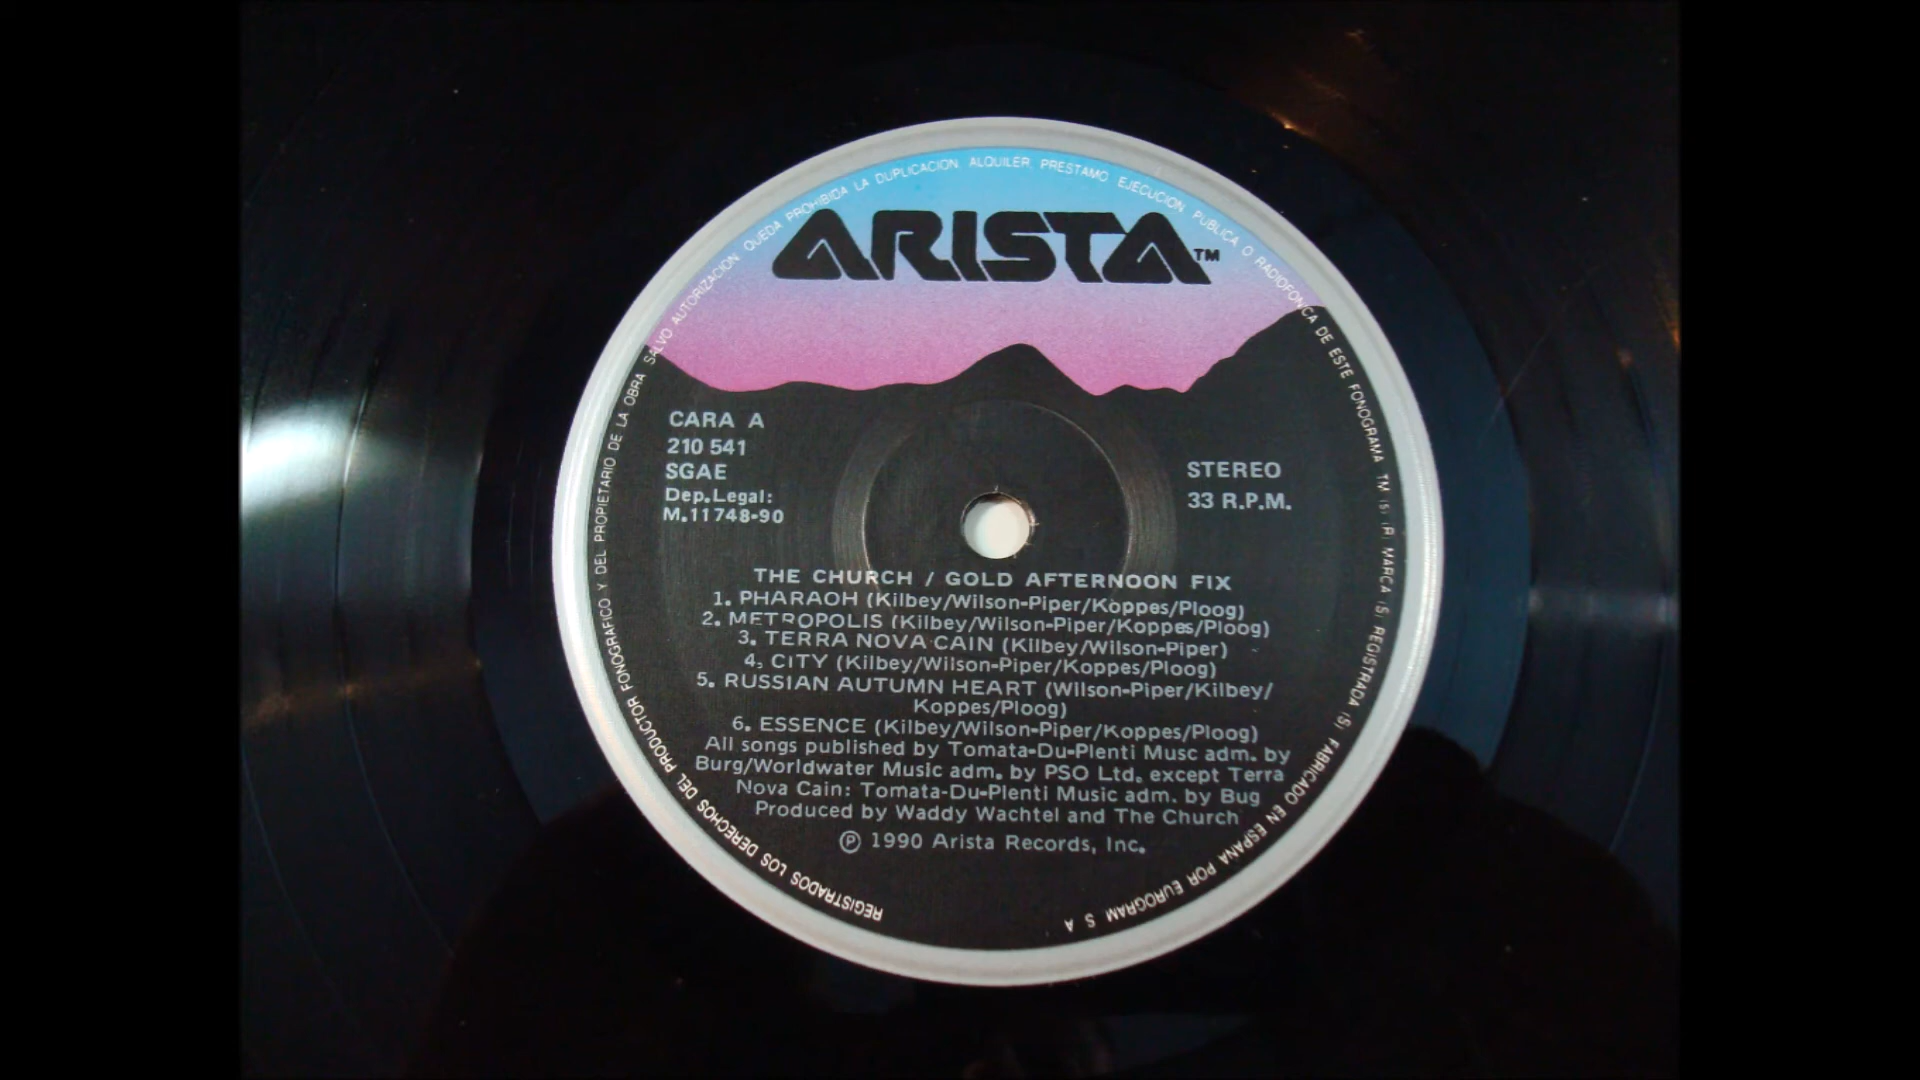 ARISTA™
CARA A
210 541
SGAE
Dep.Legal:
M.11748-90
STEREO
33 R.P.M.
THE CHURCH / GOLD AFTERNOON FIX
1. PHARAOH (Kilbey/Wilson-Piper/Koppes/Ploog)
2. METROPOLIS (Kilbey/Wilson-Piper/Koppes/Ploog)
3. TERRA NOVA CAIN (Kilbey/Wilson-Piper)
4. CITY (Kilbey/Wilson-Piper/Koppes/Ploog)
5. RUSSIAN AUTUMN HEART (Wilson-Piper/Kilbey/
Koppes/Ploog)
6. ESSENCE (Kilbey/Wilson-Piper/Koppes/Ploog)
All songs published by Tomata-Du-Plenti Musc adm. by
Burg/Worldwater Music adm. by PSO Ltd. except Terra
Nova Cain: Tomata-Du-Plenti Music adm. by Bug
Produced by Waddy Wachtel and The Church
Ⓟ 1990 Arista Records, Inc.
REGISTRADOS LOS DERECHOS DEL PRODUCTOR FONOGRAFICO Y DEL PROPIETARIO DE LA OBRA SALVO AUTORIZACION QUEDA PROHIBIDA LA DUPLICACION ALQUILER, PRESTAMO EJECUCION PUBLICA O RADIOFONICA DE ESTE FONOGRAMA TM (S) (R) MARCA (S) REGISTRADA (S) FABRICADO EN ESPAÑA POR EUROGRAM S A